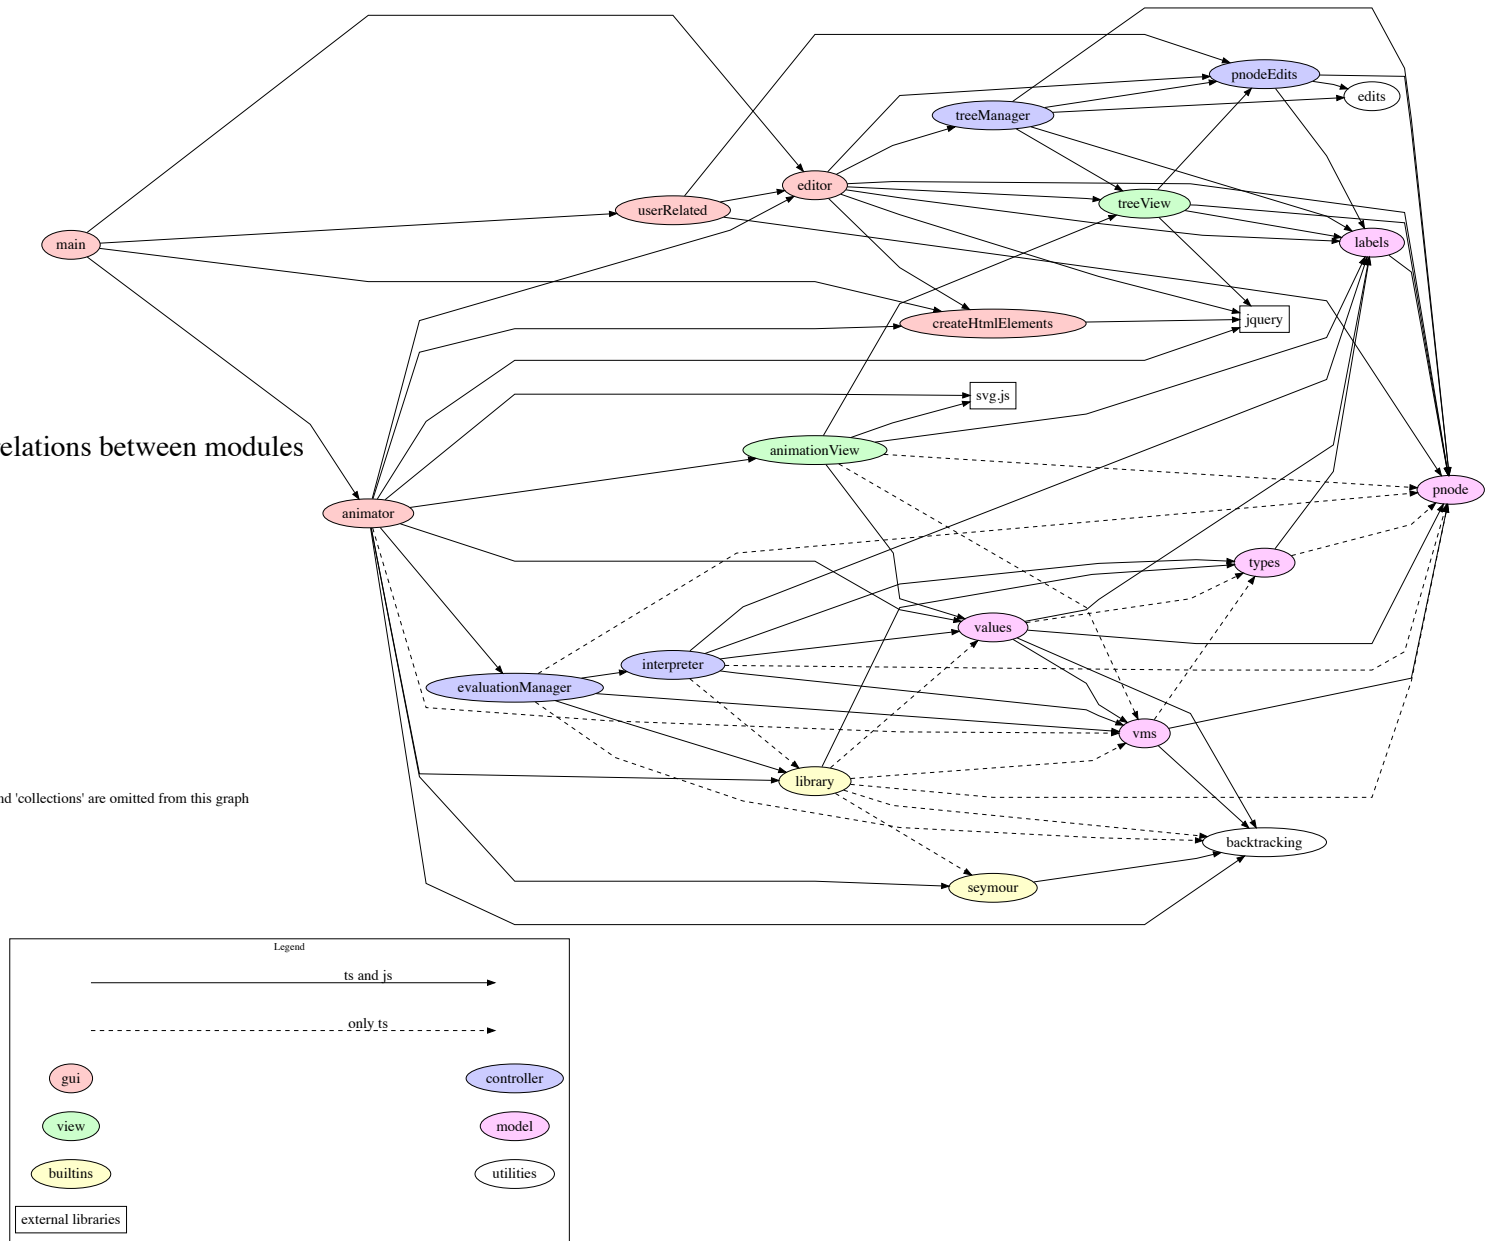 pnodeEdits
edits
treeManager
editor
treeView
userRelated
main
labels
createHtmlElements
jquery
svg.js
relations between modules
animationView
pnode
animator
types
values
interpreter
evaluationManager
vms
library
'collections' are omitted from this graph
backtracking
seymour
Legend
ts and js
only ts
gui
controller
view
model
builtins
utilities
external libraries